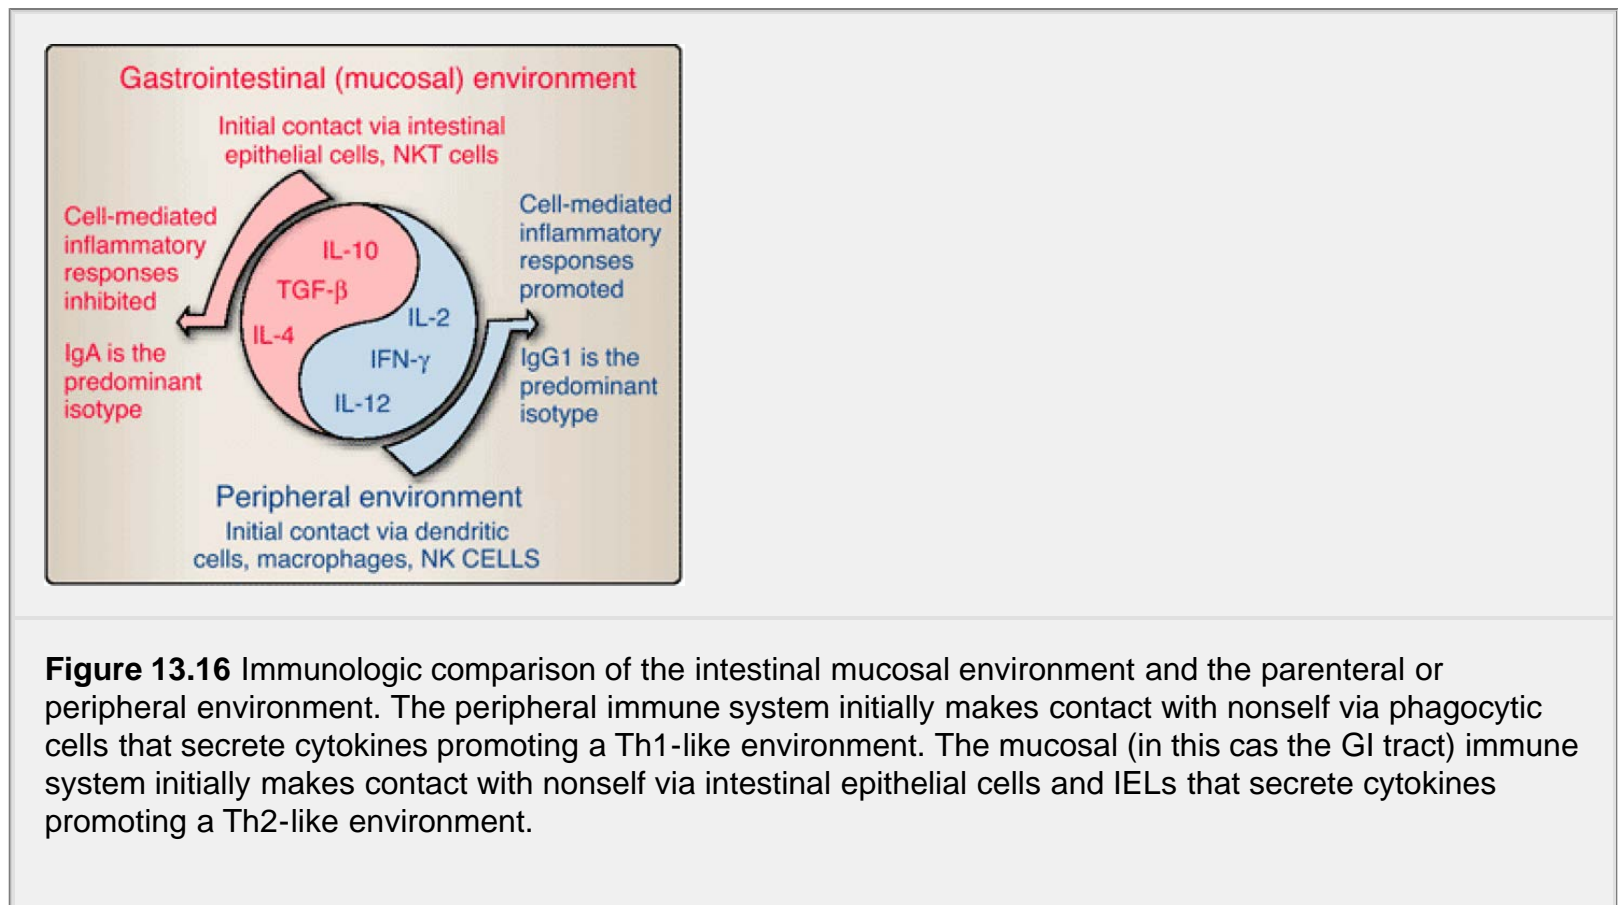 Gastrointestinal (mucosal) environment
Initial contact via intestinal
epithelial cells, NKT cells
Cell-mediated
inflammatory
responses
inhibited
IgA is the
predominant
isotype
IL-10
TGF-β
IL-4
IL-2
IFN-γ
IL-12
Cell-mediated
inflammatory
responses
promoted
IgG1 is the
predominant
isotype
Peripheral environment
Initial contact via dendritic
cells, macrophages, NK CELLS
Figure 13.16 Immunologic comparison of the intestinal mucosal environment and the parenteral or
peripheral environment. The peripheral immune system initially makes contact with nonself via phagocytic
cells that secrete cytokines promoting a Th1-like environment. The mucosal (in this cas the GI tract) immune
system initially makes contact with nonself via intestinal epithelial cells and IELs that secrete cytokines
promoting a Th2-like environment.